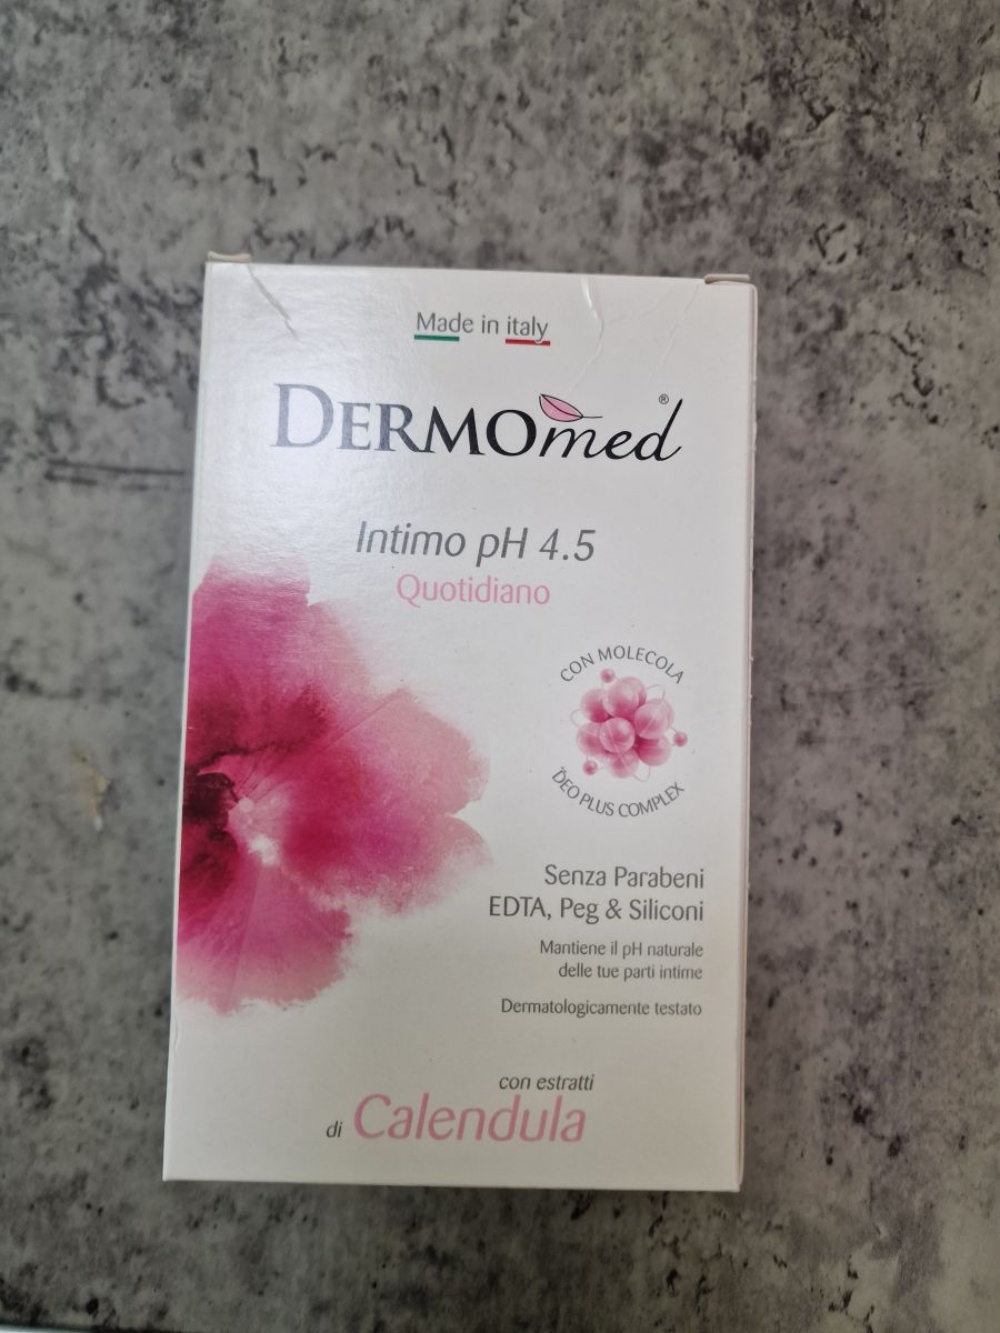 Made in italy
DERMOmed®
Intimo pH 4.5
Quotidiano
CON MOLECOLA
DEO PLUS COMPLEX
Senza Parabeni
EDTA, Peg & Siliconi
Mantiene il pH naturale
delle tue parti intime
Dermatologicamente testato
con estratti
di Calendula